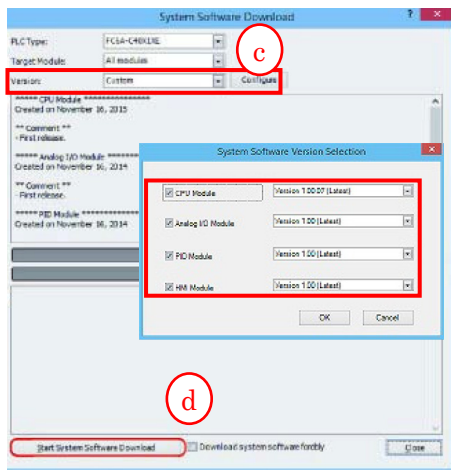 System Software Download
? ×
PLC Type: FC6A-C40X1XE
Target Module: All modules
Version: Custom Configure
c
***** CPU Module ****************
Created on November 16, 2015
** Comment **
- First release.
***** Analog I/O Module *******
Created on November 16, 2014
** Comment **
- First release.
***** PID Module **************
Created on November 16, 2014
System Software Version Selection
×
CPU Module Version 1.00.07 (Latest)
Analog I/O Module Version 1.00 (Latest)
PID Module Version 1.00 (Latest)
HMI Module Version 1.00 (Latest)
OK Cancel
d
Start System Software Download Download system software forcibly Close